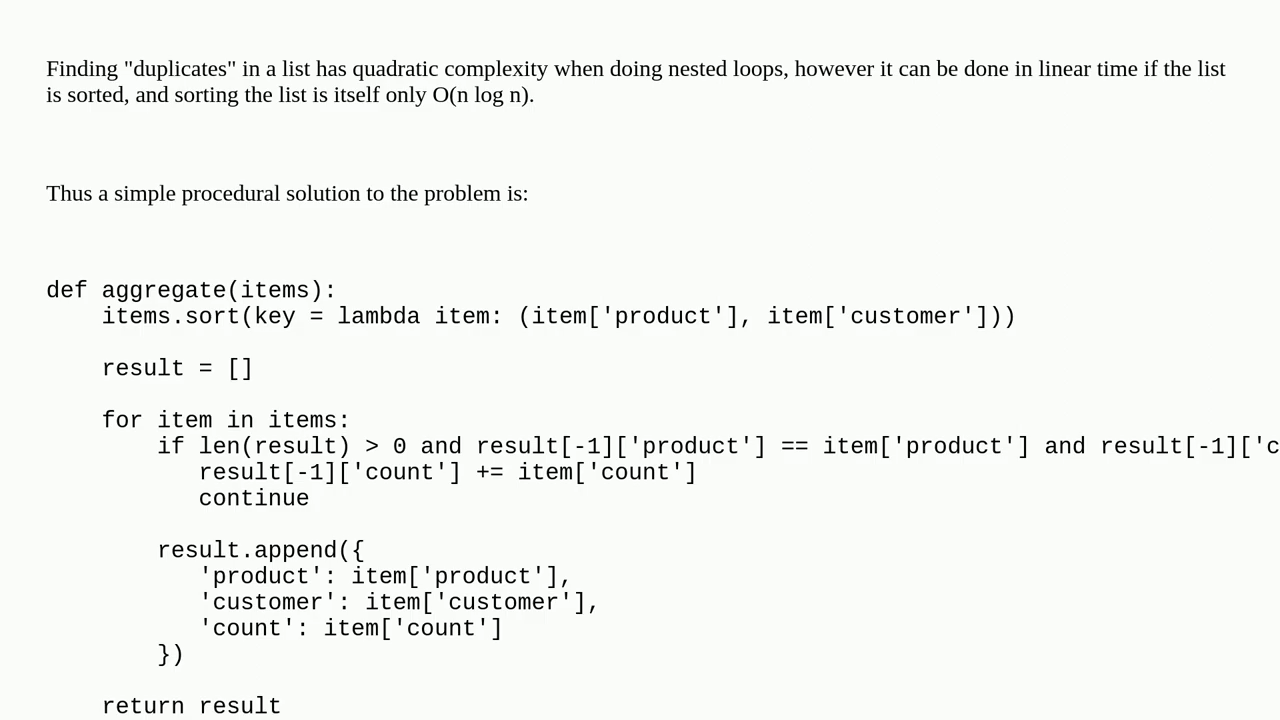 Finding "duplicates" in a list has quadratic complexity when doing nested loops, however it can be done in linear time if the list
is sorted, and sorting the list is itself only O(n log n).
Thus a simple procedural solution to the problem is:
def aggregate(items):
    items.sort(key = lambda item: (item['product'], item['customer']))
    result = []
    for item in items:
        if len(result) > 0 and result[-1]['product'] == item['product'] and result[-1]['c
           result[-1]['count'] += item['count']
           continue
        result.append({
           'product': item['product'],
           'customer': item['customer'],
           'count': item['count']
        })
    return result